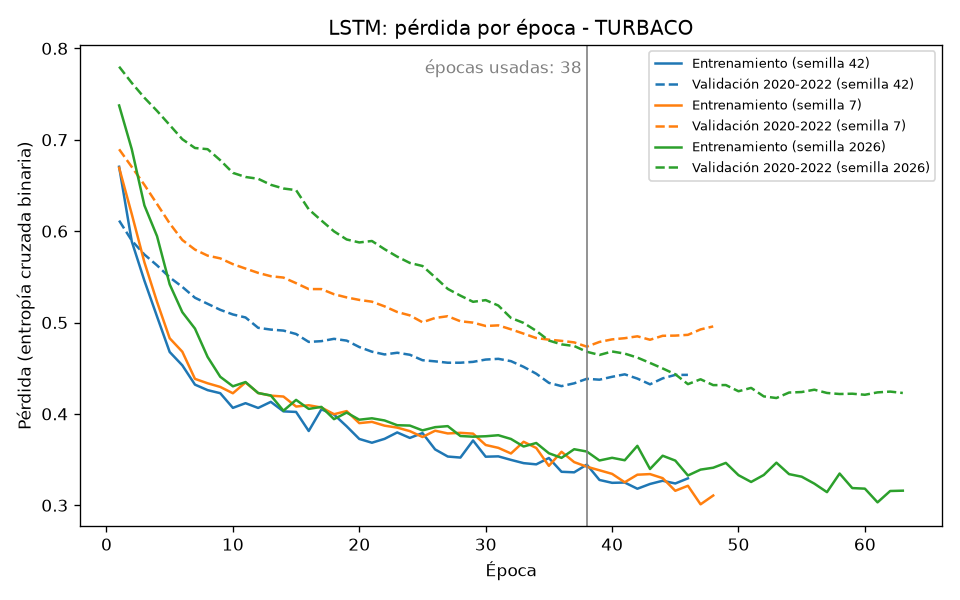 LSTM: pérdida por época - TURBACO
épocas usadas: 38
Entrenamiento (semilla 42)
Validación 2020-2022 (semilla 42)
Entrenamiento (semilla 7)
Validación 2020-2022 (semilla 7)
Entrenamiento (semilla 2026)
Validación 2020-2022 (semilla 2026)
Pérdida (entropía cruzada binaria)
0.8
0.7
0.6
0.5
0.4
0.3
0 10 20 30 40 50 60
Época